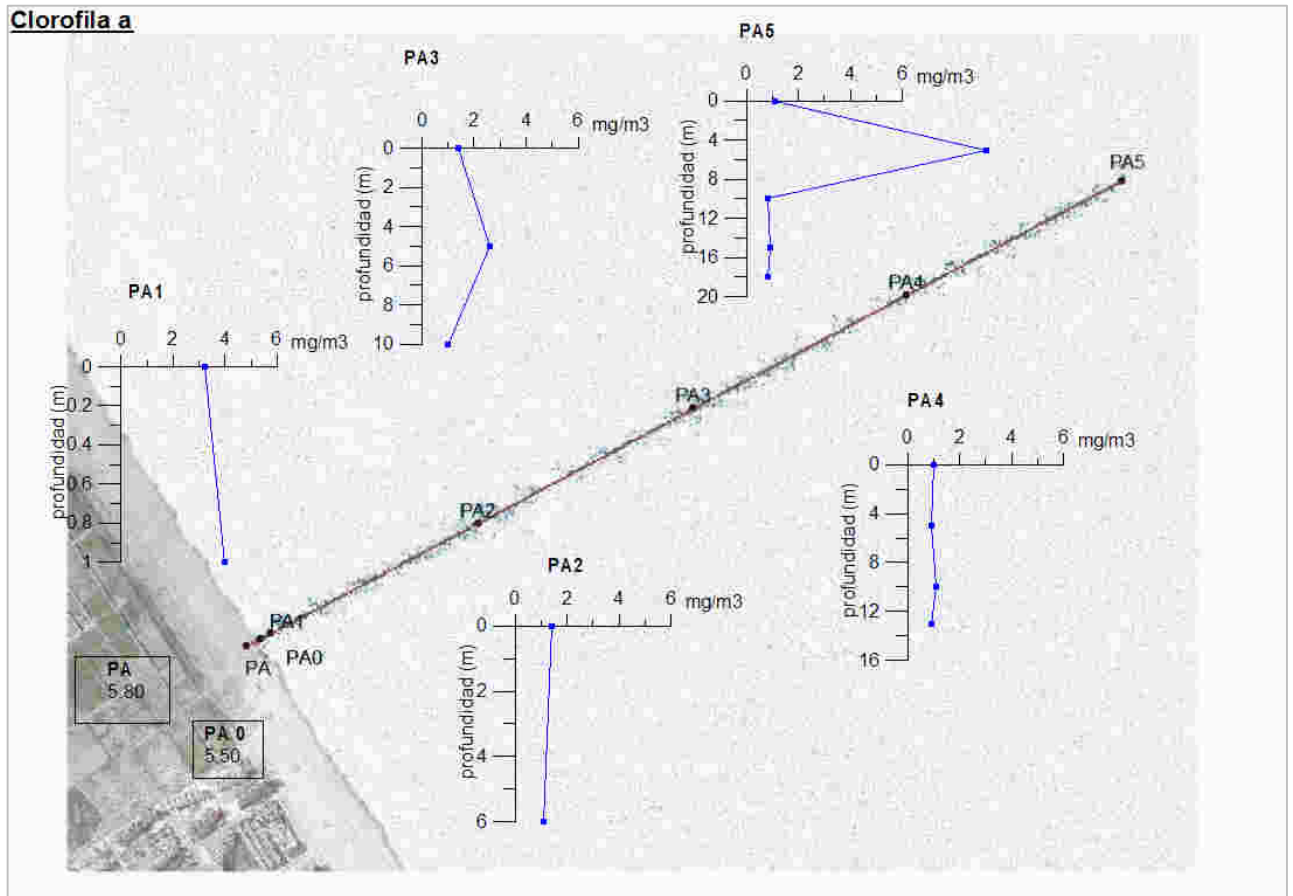 Clorofila a
PA5
0 2 4 6 mg/m3
0
4
8
12
16
20
profundidad (m)
PA3
0 2 4 6 mg/m3
0
2
4
6
8
10
profundidad (m)
PA1
0 2 4 6 mg/m3
0
0.2
0.4
0.6
0.8
1
profundidad (m)
PA5
PA4
PA3
PA2
PA1
PA0
PA
PA4
0 2 4 6 mg/m3
0
4
8
12
16
profundidad (m)
PA2
0 2 4 6 mg/m3
0
2
4
6
profundidad (m)
PA
5.80
PA 0
5.50